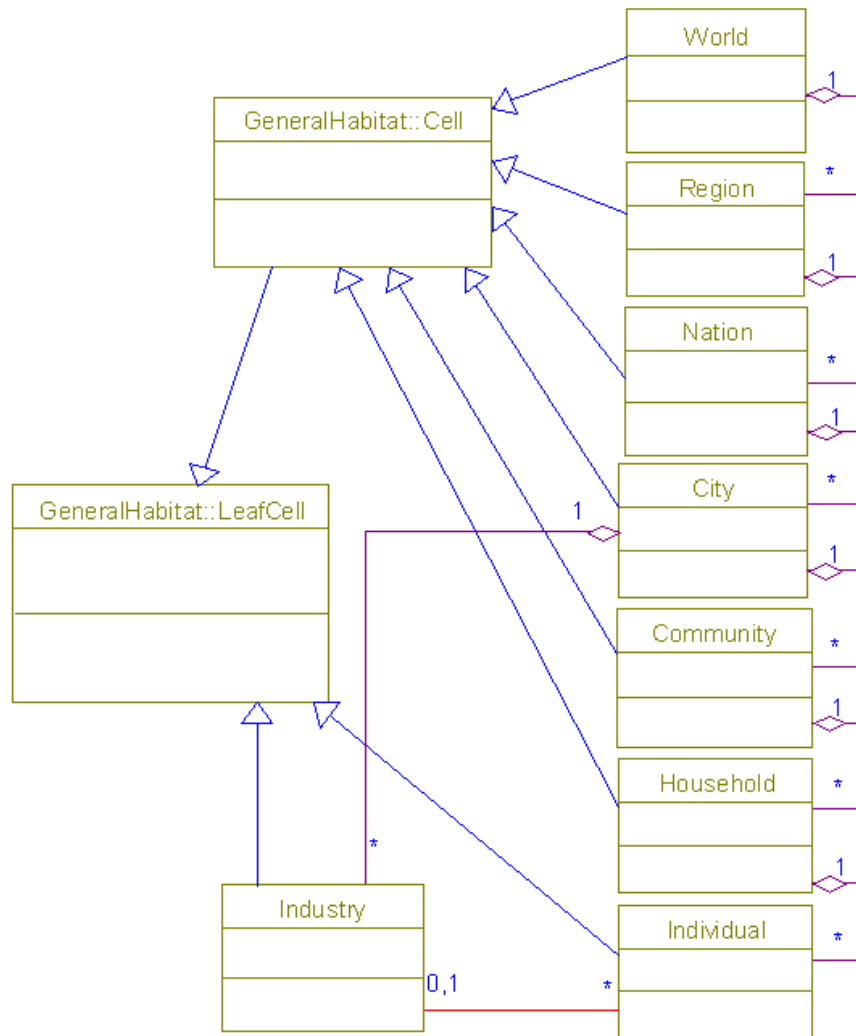 World
1
GeneralHabitat::Cell
*
Region
1
Nation
*
1
City
*
1
1
GeneralHabitat::LeafCell
Community
*
1
Household
*
*
1
Industry
Individual
*
0,1
*